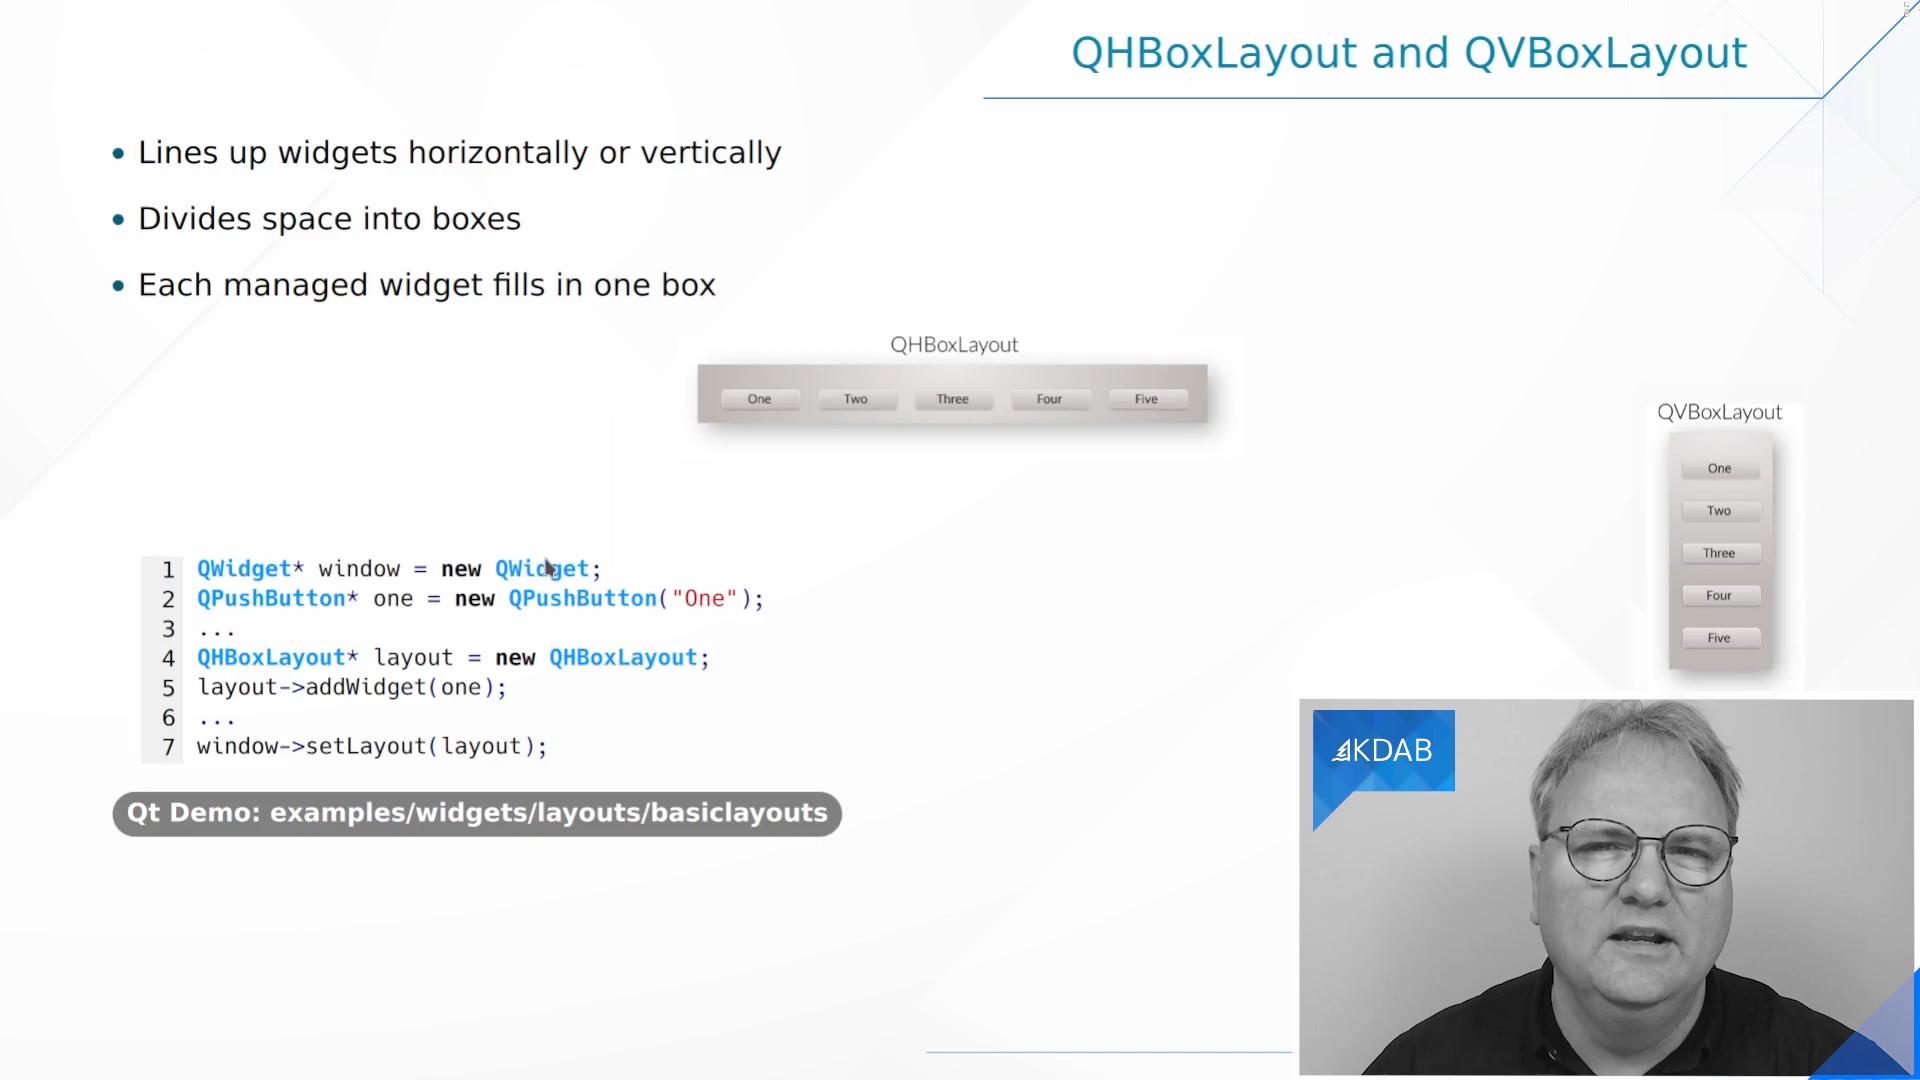 QHBoxLayout and QVBoxLayout
• Lines up widgets horizontally or vertically
• Divides space into boxes
• Each managed widget fills in one box
QHBoxLayout
One Two Three Four Five
QVBoxLayout
One
Two
Three
Four
Five
1 QWidget* window = new QWidget;
2 QPushButton* one = new QPushButton("One");
3 ...
4 QHBoxLayout* layout = new QHBoxLayout;
5 layout->addWidget(one);
6 ...
7 window->setLayout(layout);
Qt Demo: examples/widgets/layouts/basiclayouts
KDAB